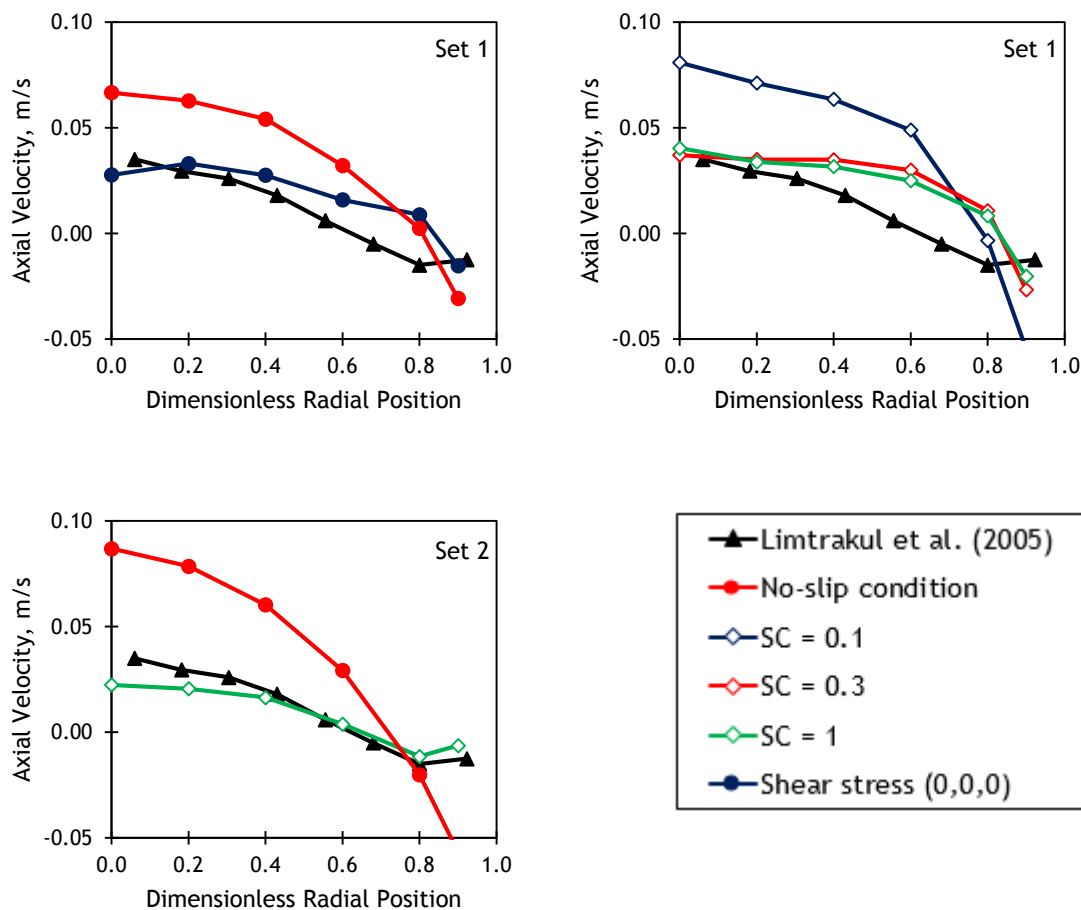 0.10
0.05
0.00
-0.05
Axial Velocity, m/s
Set 1
0.0 0.2 0.4 0.6 0.8 1.0
Dimensionless Radial Position
0.10
0.05
0.00
-0.05
Axial Velocity, m/s
Set 1
0.0 0.2 0.4 0.6 0.8 1.0
Dimensionless Radial Position
0.10
0.05
0.00
-0.05
Axial Velocity, m/s
Set 2
0.0 0.2 0.4 0.6 0.8 1.0
Dimensionless Radial Position
Limtrakul et al. (2005)
No-slip condition
SC = 0.1
SC = 0.3
SC = 1
Shear stress (0,0,0)